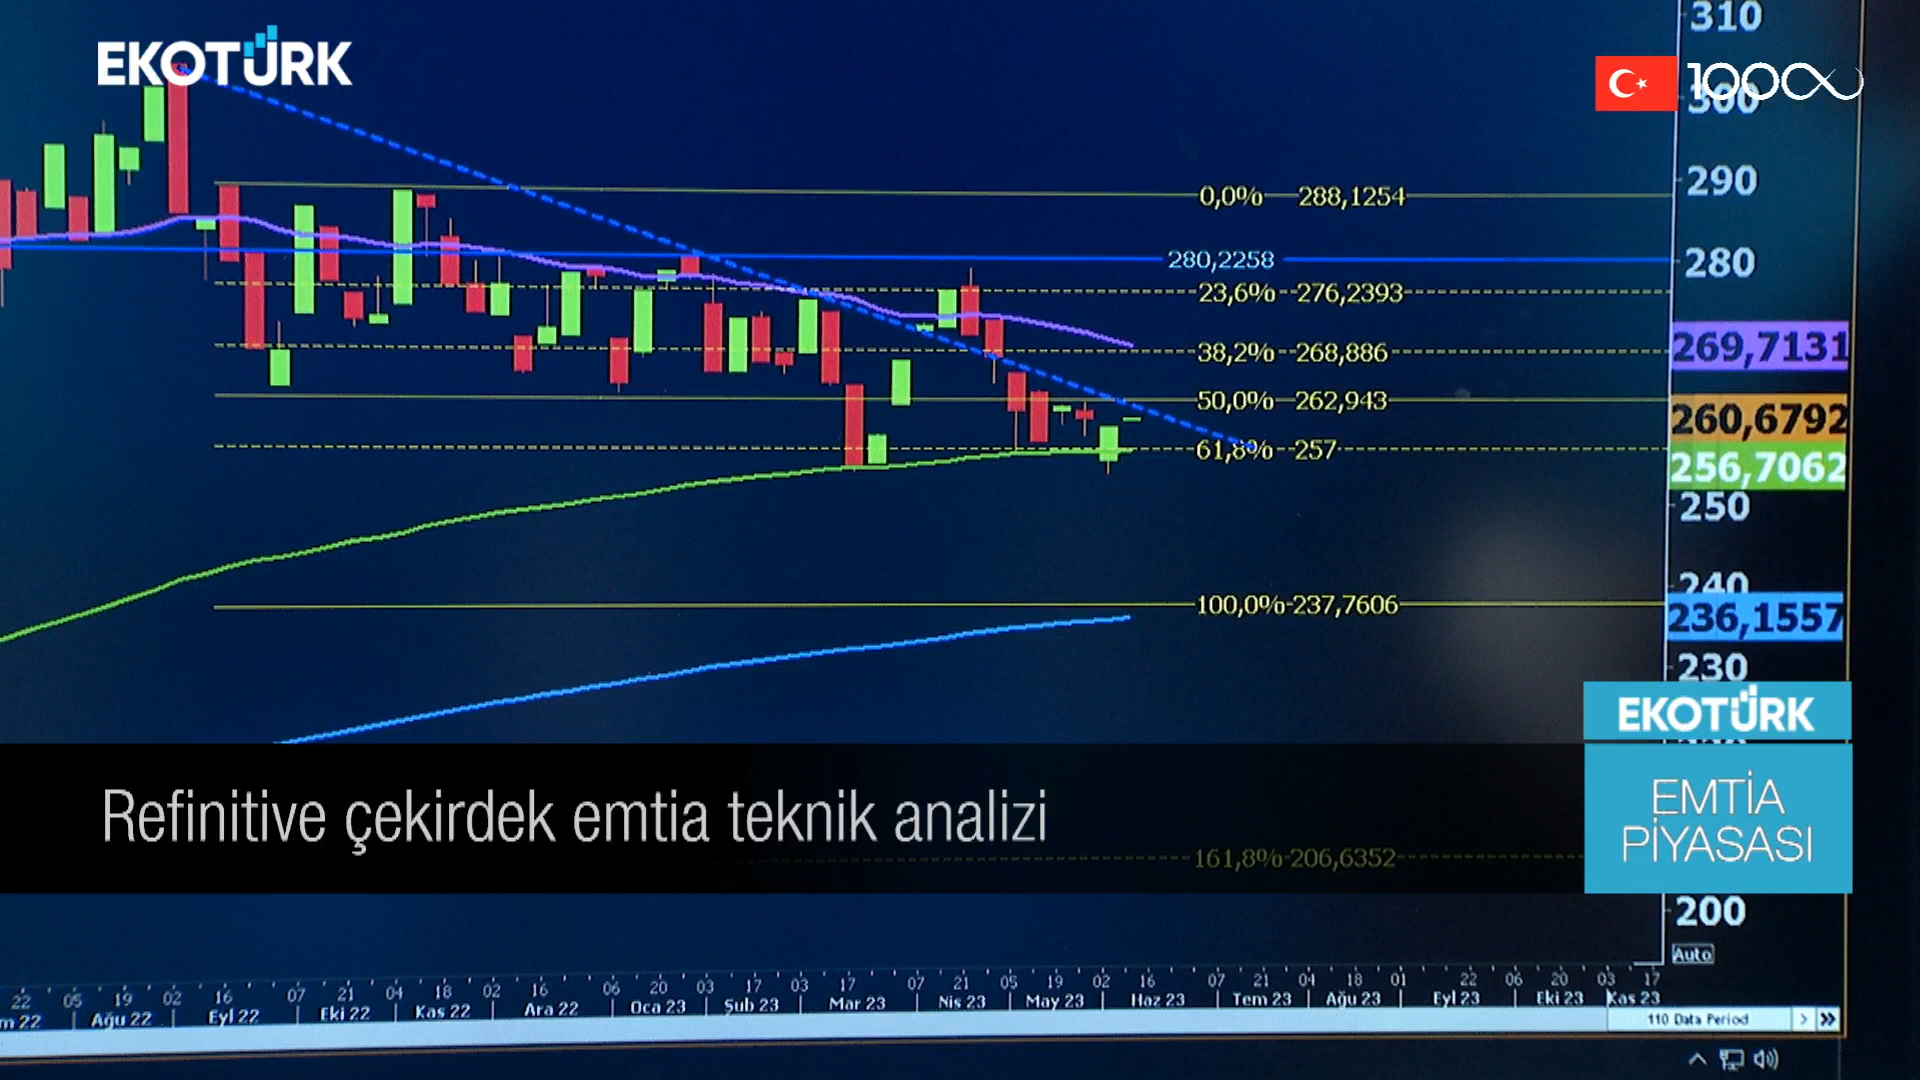 EKOTÜRK
100
310
300
290
280
250
240
230
200
0,0% 288,1254
280,2258
23,6% 276,2393
38,2% 268,886
50,0% 262,943
61,8% 257
100,0% 237,7606
161,8% 206,6352
269,7131
260,6792
256,7062
236,1557
EKOTÜRK
EMTİA
PİYASASI
Refinitive çekirdek emtia teknik analizi
Auto
22 05 19 02 16 07 21 04 18 02 16 06 20 03 17 03 17 07 21 05 19 02 16 07 21 04 18 01 22 06 20 03 17
22 Ağu 22 Eyl 22 Eki 22 Kas 22 Ara 22 Oca 23 Şub 23 Mar 23 Nis 23 May 23 Haz 23 Tem 23 Ağu 23 Eyl 23 Eki 23 Kas 23
110 Data Period